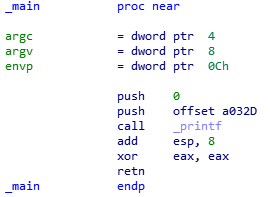 _main proc near
argc = dword ptr 4
argv = dword ptr 8
envp = dword ptr 0Ch
push 0
push offset a032D
call _printf
add esp, 8
xor eax, eax
retn
_main endp